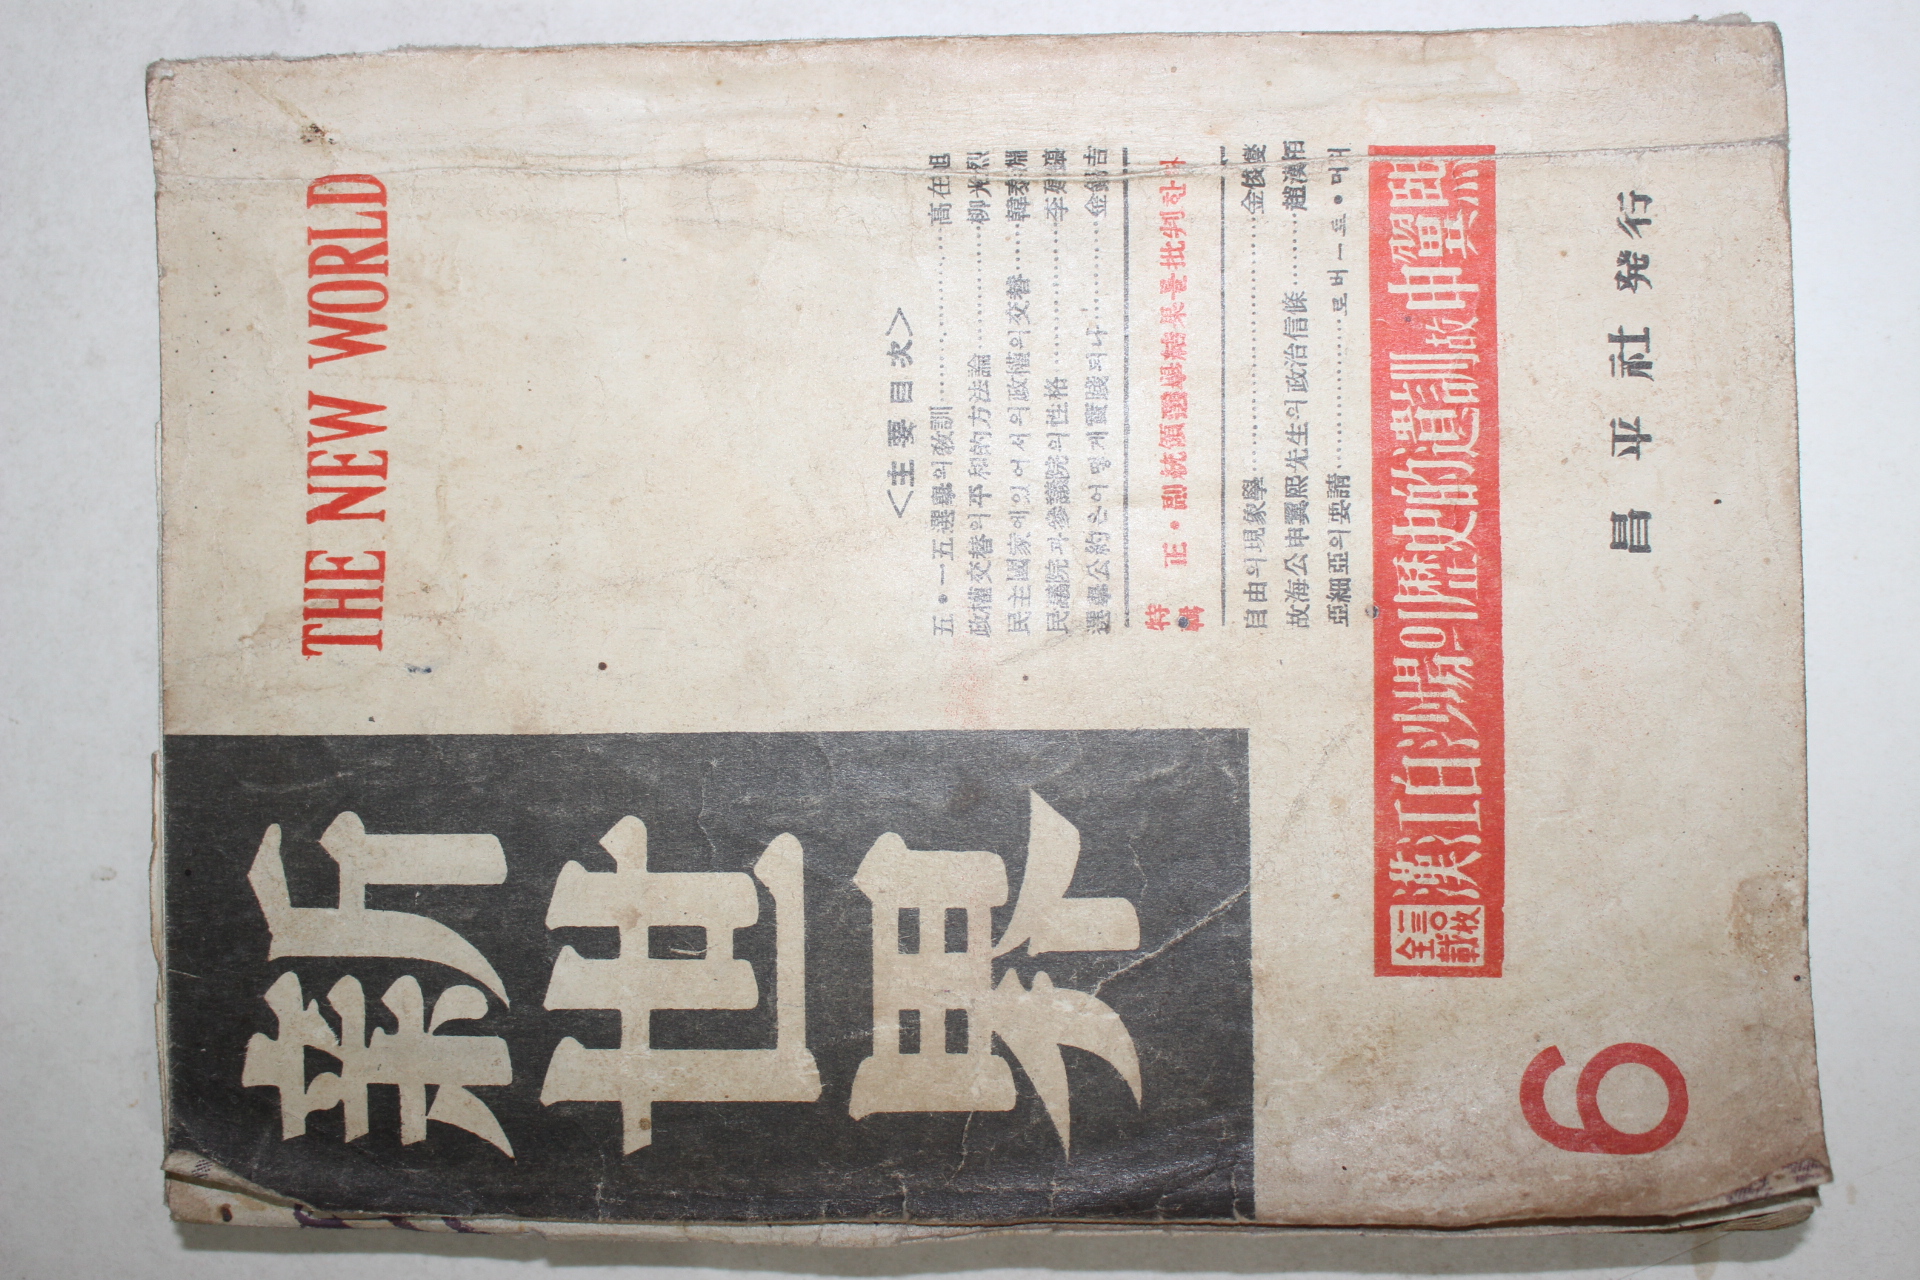 新世界
THE NEW WORLD
<主要目次>
五・一五選擧의敎訓…………高在旭
政權交替의平和的方法論…………柳光烈
民主國家에있어서의政權의交替……韓泰淵
民議院과參議院의性格…………李
選擧公約은어떻게實踐되나…………金錫吉
特輯 正・副統領選擧結果를批判한다
自由의現象學…………金俊燮
故海公申翼熙先生의政治信條………趙漢栢
亞細亞의要請…………로버ー트・
一三〇枚全載 漢江白沙場의歷史的遺訓 故申翼熙
6
昌平社発行